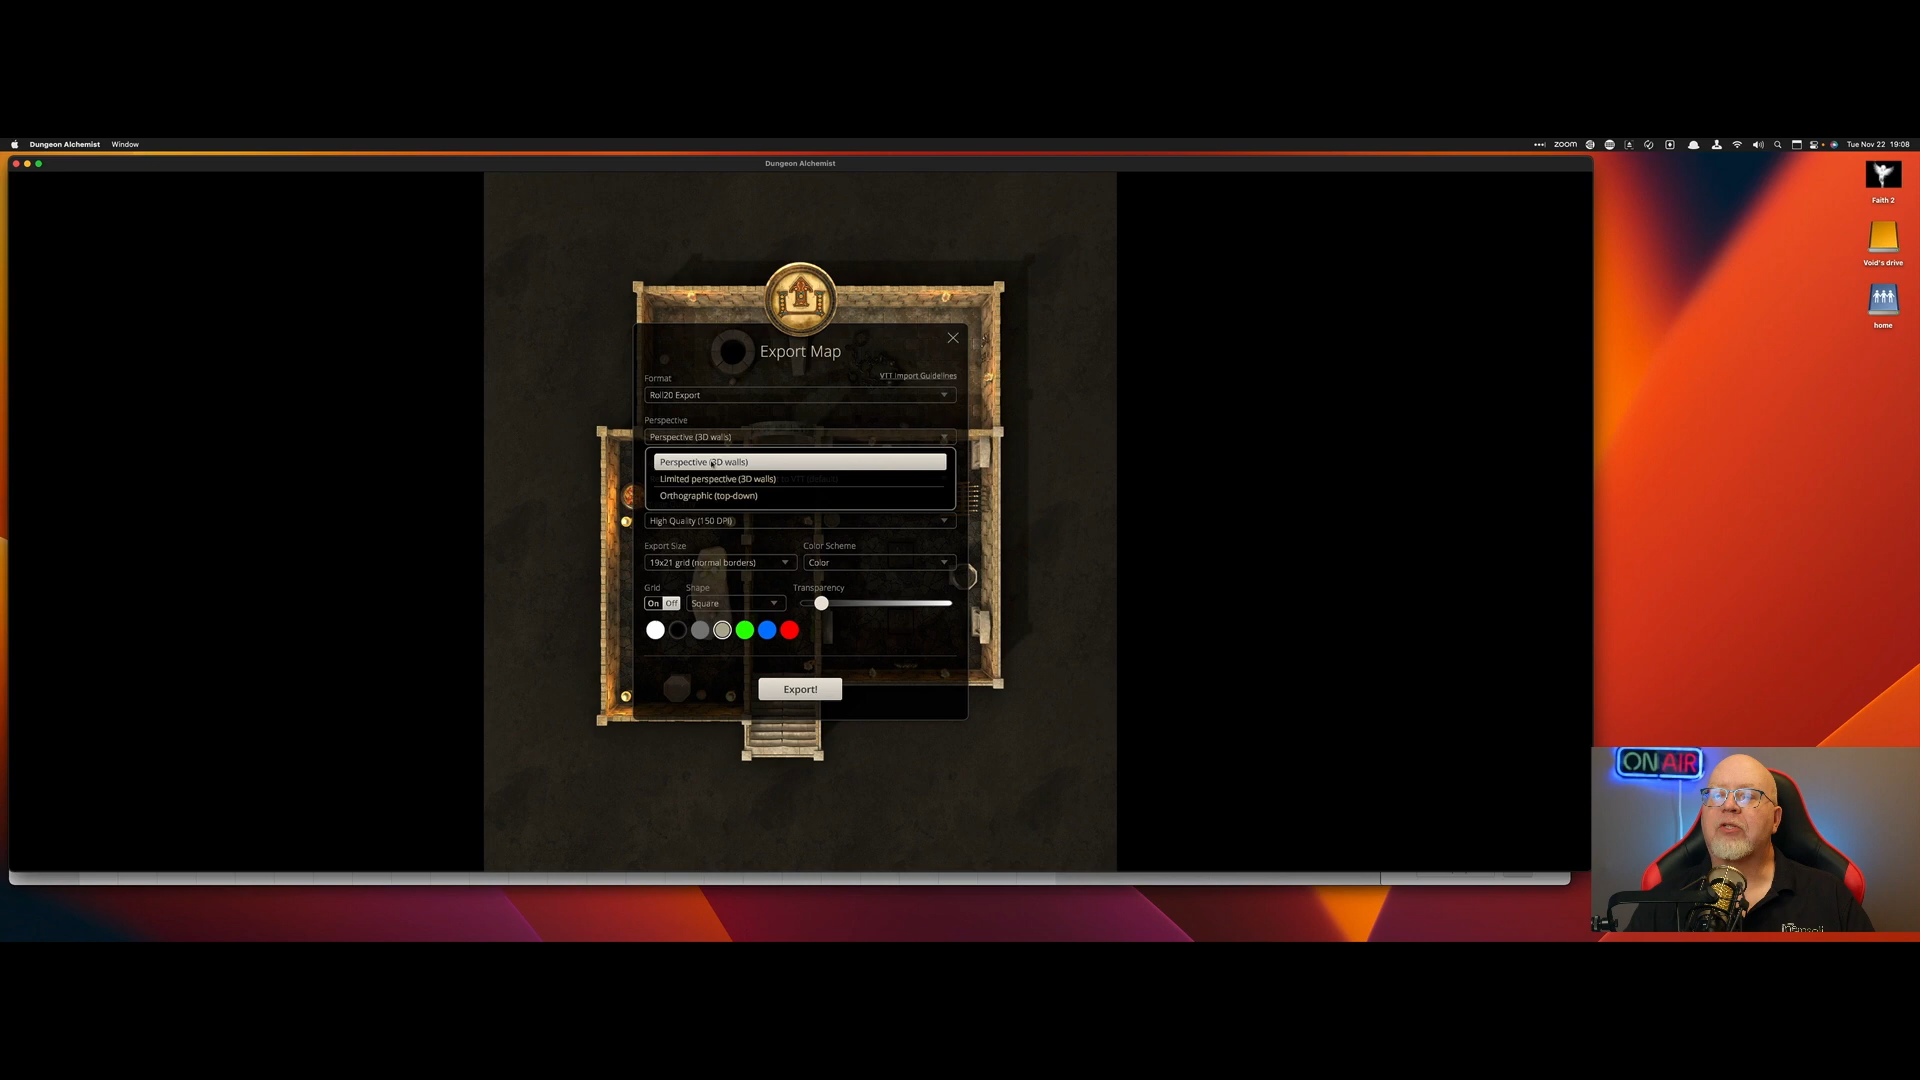 Dungeon Alchemist Window
zoom
Tue Nov 22 19:08
Dungeon Alchemist
Faith 2
Void's drive
home
Export Map
VTT Import Guidelines
Format
Roll20 Export
Perspective
Perspective (3D walls)
Perspective (3D walls)
Limited perspective (3D walls)
Orthographic (top-down)
High Quality (150 DPI)
Export Size
Color Scheme
19x21 grid (normal borders)
Color
Grid
Shape
Transparency
On Off
Square
Export!
ON AIR